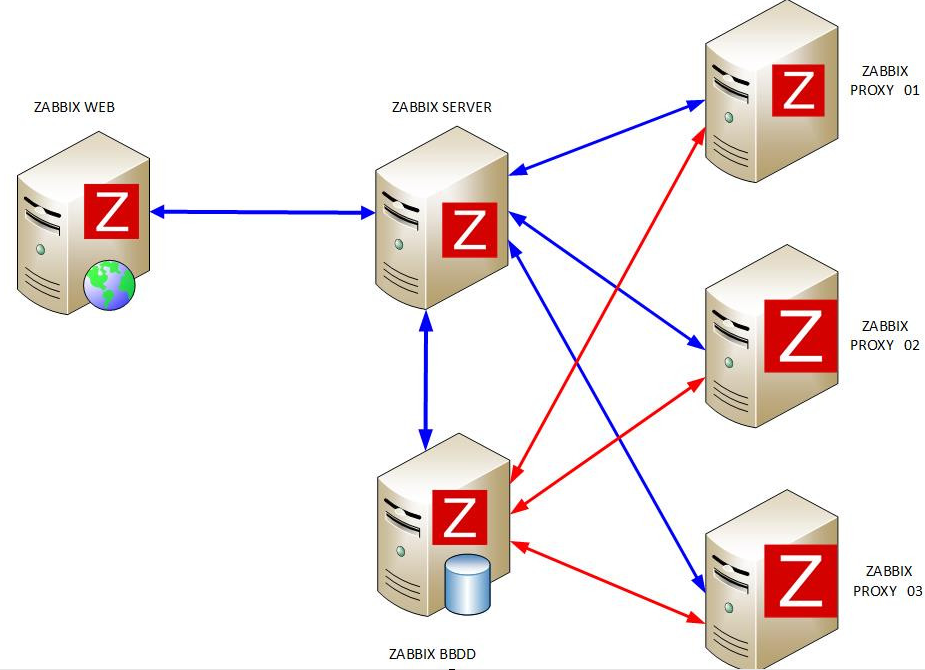 ZABBIX WEB
ZABBIX SERVER
ZABBIX
PROXY 01
Z
Z
Z
ZABBIX
PROXY 02
Z
Z
ZABBIX
PROXY 03
Z
ZABBIX BBDD